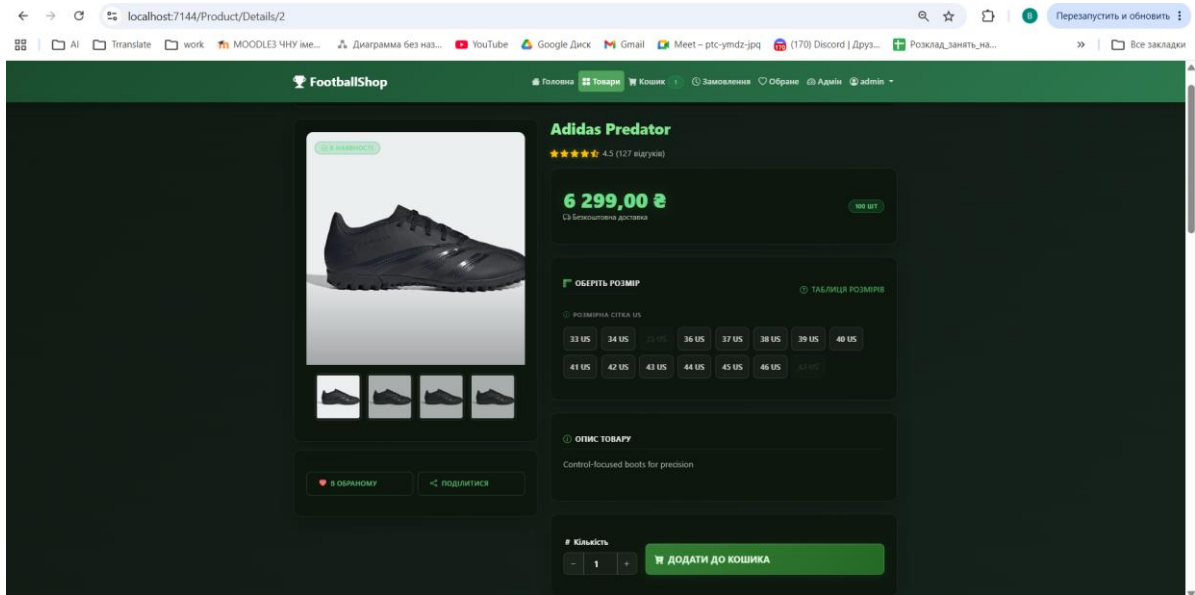 localhost:7144/Product/Details/2
В
Перезапустить и обновить
AI
Trranslate
work
MOODLE3 ЧНУ іме...
Диаграмма без наз...
YouTube
Google Диск
Gmail
Meet – ptc-ymdz-jpq
(170) Discord | Друз...
Розклад_занять_на...
»
Все закладки
FootballShop
Головна
Товари
Кошик 1
Замовлення
Обране
Адмін
admin
В НАЯВНОСТІ
Adidas Predator
4.5 (127 відгуків)
6 299,00 ₴
100 ШТ
Безкоштовна доставка
ОБЕРІТЬ РОЗМІР
ТАБЛИЦЯ РОЗМІРІВ
РОЗМІРНА СІТКА US
33 US 34 US 35 US 36 US 37 US 38 US 39 US 40 US
41 US 42 US 43 US 44 US 45 US 46 US 47 US
ОПИС ТОВАРУ
Control-focused boots for precision
В ОБРАНОМУ
ПОДІЛИТИСЯ
# Кількість
− 1 +
ДОДАТИ ДО КОШИКА